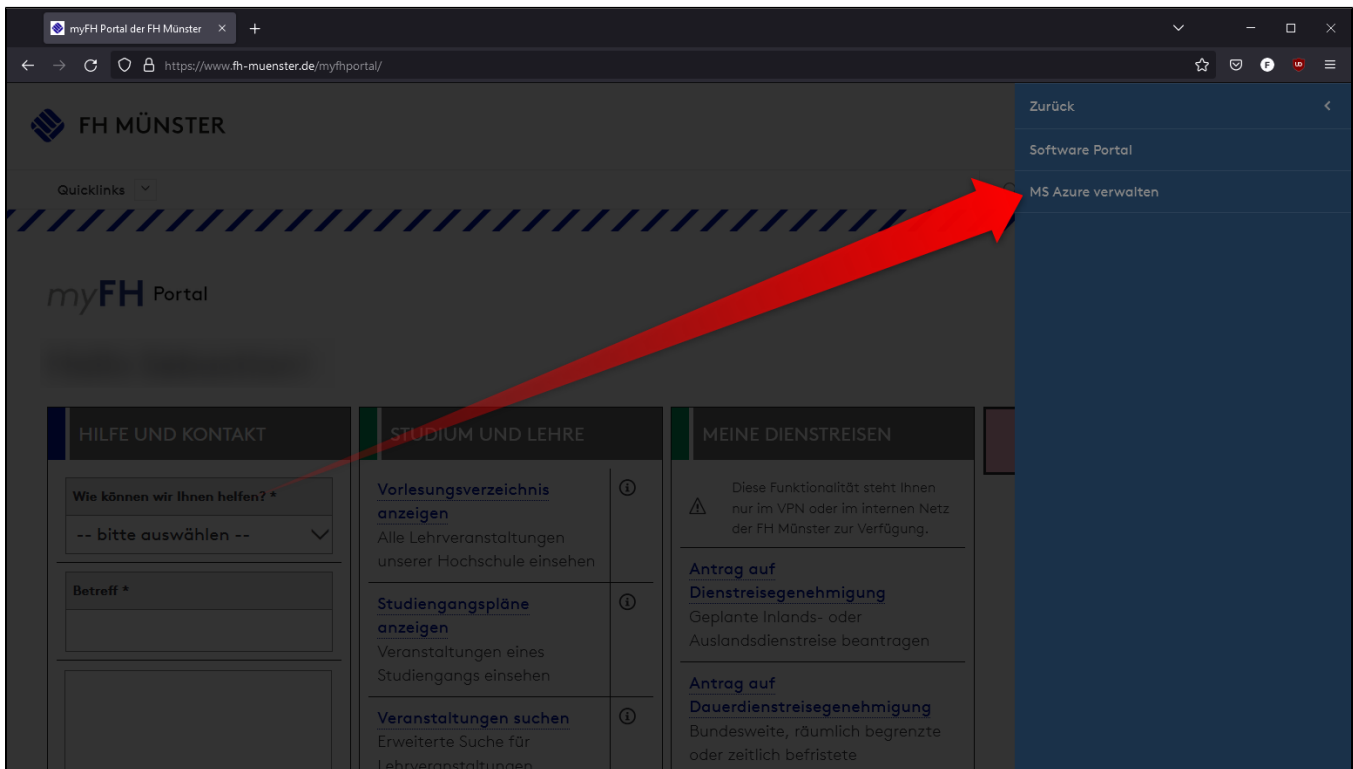 myFH Portal der FH Münster
https://www.fh-muenster.de/myfhportal/
FH MÜNSTER
Zurück
Software Portal
MS Azure verwalten
Quicklinks
myFH Portal
HILFE UND KONTAKT
Wie können wir Ihnen helfen? *
-- bitte auswählen --
Betreff *
STUDIUM UND LEHRE
Vorlesungsverzeichnis
anzeigen
Alle Lehrveranstaltungen
unserer Hochschule einsehen
Studiengangspläne
anzeigen
Veranstaltungen eines
Studiengangs einsehen
Veranstaltungen suchen
Erweiterte Suche für
Lehrveranstaltungen
MEINE DIENSTREISEN
Diese Funktionalität steht Ihnen
nur im VPN oder im internen Netz
der FH Münster zur Verfügung.
Antrag auf
Dienstreisegenehmigung
Geplante Inlands- oder
Auslandsdienstreise beantragen
Antrag auf
Dauerdienstreisegenehmigung
Bundesweite, räumlich begrenzte
oder zeitlich befristete